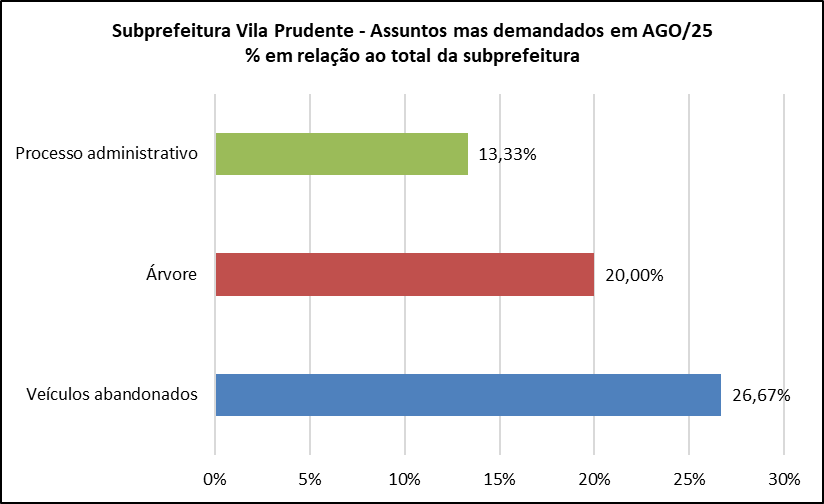 Subprefeitura Vila Prudente - Assuntos mas demandados em AGO/25
% em relação ao total da subprefeitura
Processo administrativo
13,33%
Árvore
20,00%
Veículos abandonados
26,67%
0%
5%
10%
15%
20%
25%
30%